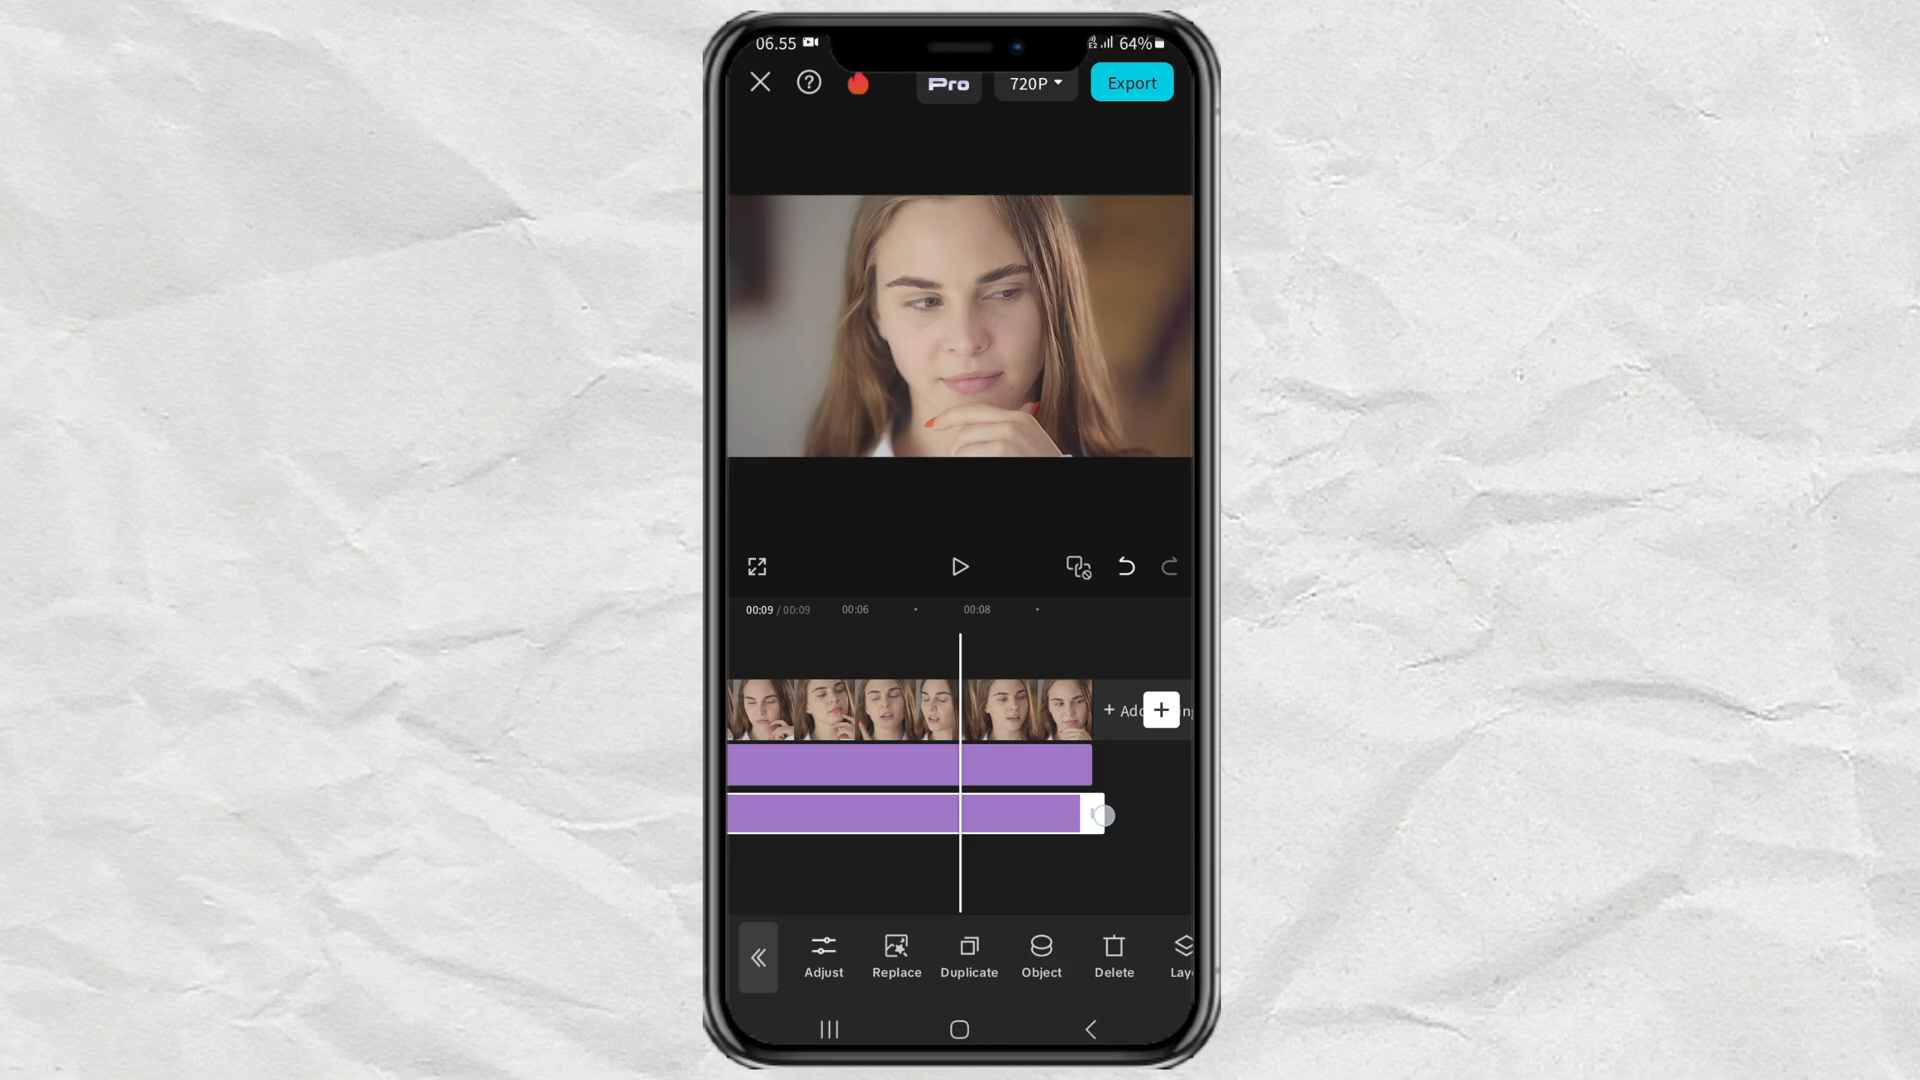 06.55 64%
Pro 720P Export
00:09 / 00:09 00:06 00:08
+ Add
Adjust Replace Duplicate Object Delete Lay